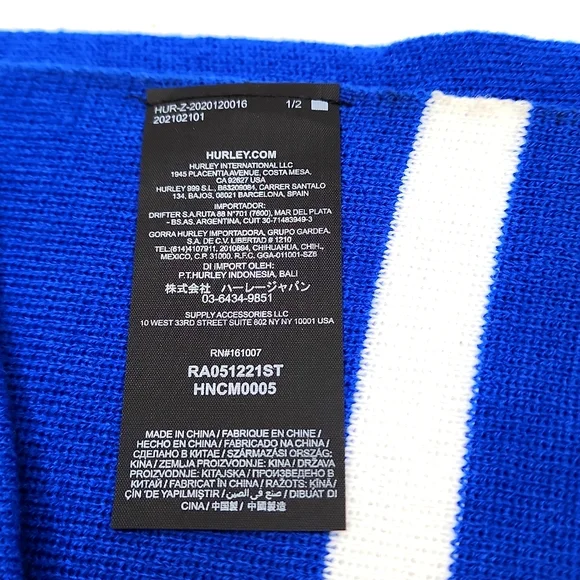 HUR-Z-2020120016 1/2
202102101
HURLEY.COM
HURLEY INTERNATIONAL LLC
1945 PLACENTIA AVENUE, COSTA MESA,
CA 92627 USA
HURLEY 999 S.L., B63209084, CARRER SANTALO
134, BAJOS, 08021 BARCELONA, SPAIN
IMPORTADOR:
DRIFTER S.A.RUTA 88 N°701 (7600), MAR DEL PLATA
- BS.AS. ARGENTINA, CUIT 30-71483949-3
GORRA HURLEY IMPORTADORA, GRUPO GARDEA.
S.A. DE C.V. LIBERTAD # 1210
TEL:(614)4107911, 2010894, CHIHUAHUA, CHIH.,
MEXICO, C.P. 31000. R.F.C. GGA-011001-SZ6
DI IMPORT OLEH:
P.T.HURLEY INDONESIA, BALI
株式会社 ハーレージャパン
03-6434-9851
SUPPLY ACCESSORIES LLC
10 WEST 33RD STREET SUITE 602 NY NY 10001 USA
RN#161007
RA051221ST
HNCM0005
MADE IN CHINA / FABRIQUE EN CHINE /
HECHO EN CHINA / FABRICADO NA CHINA /
СДЕЛАНО В КИТАЕ / SZÁRMAZÁSI ORSZÁG:
KINA / ZEMLJA PROIZVODNJE: KINA / DRŽAVA
PROIZVODNJE: KITAJSKA / ПРОИЗВЕДЕНО В
КИТАЙ / FABRICAT ÎN CHINA / RAŽOTS: ĶĪNĀ /
ÇİN 'DE YAPILMIŞTIR / صنع في الصين / DIBUAT DI
CINA / 中国製 / 中國製造